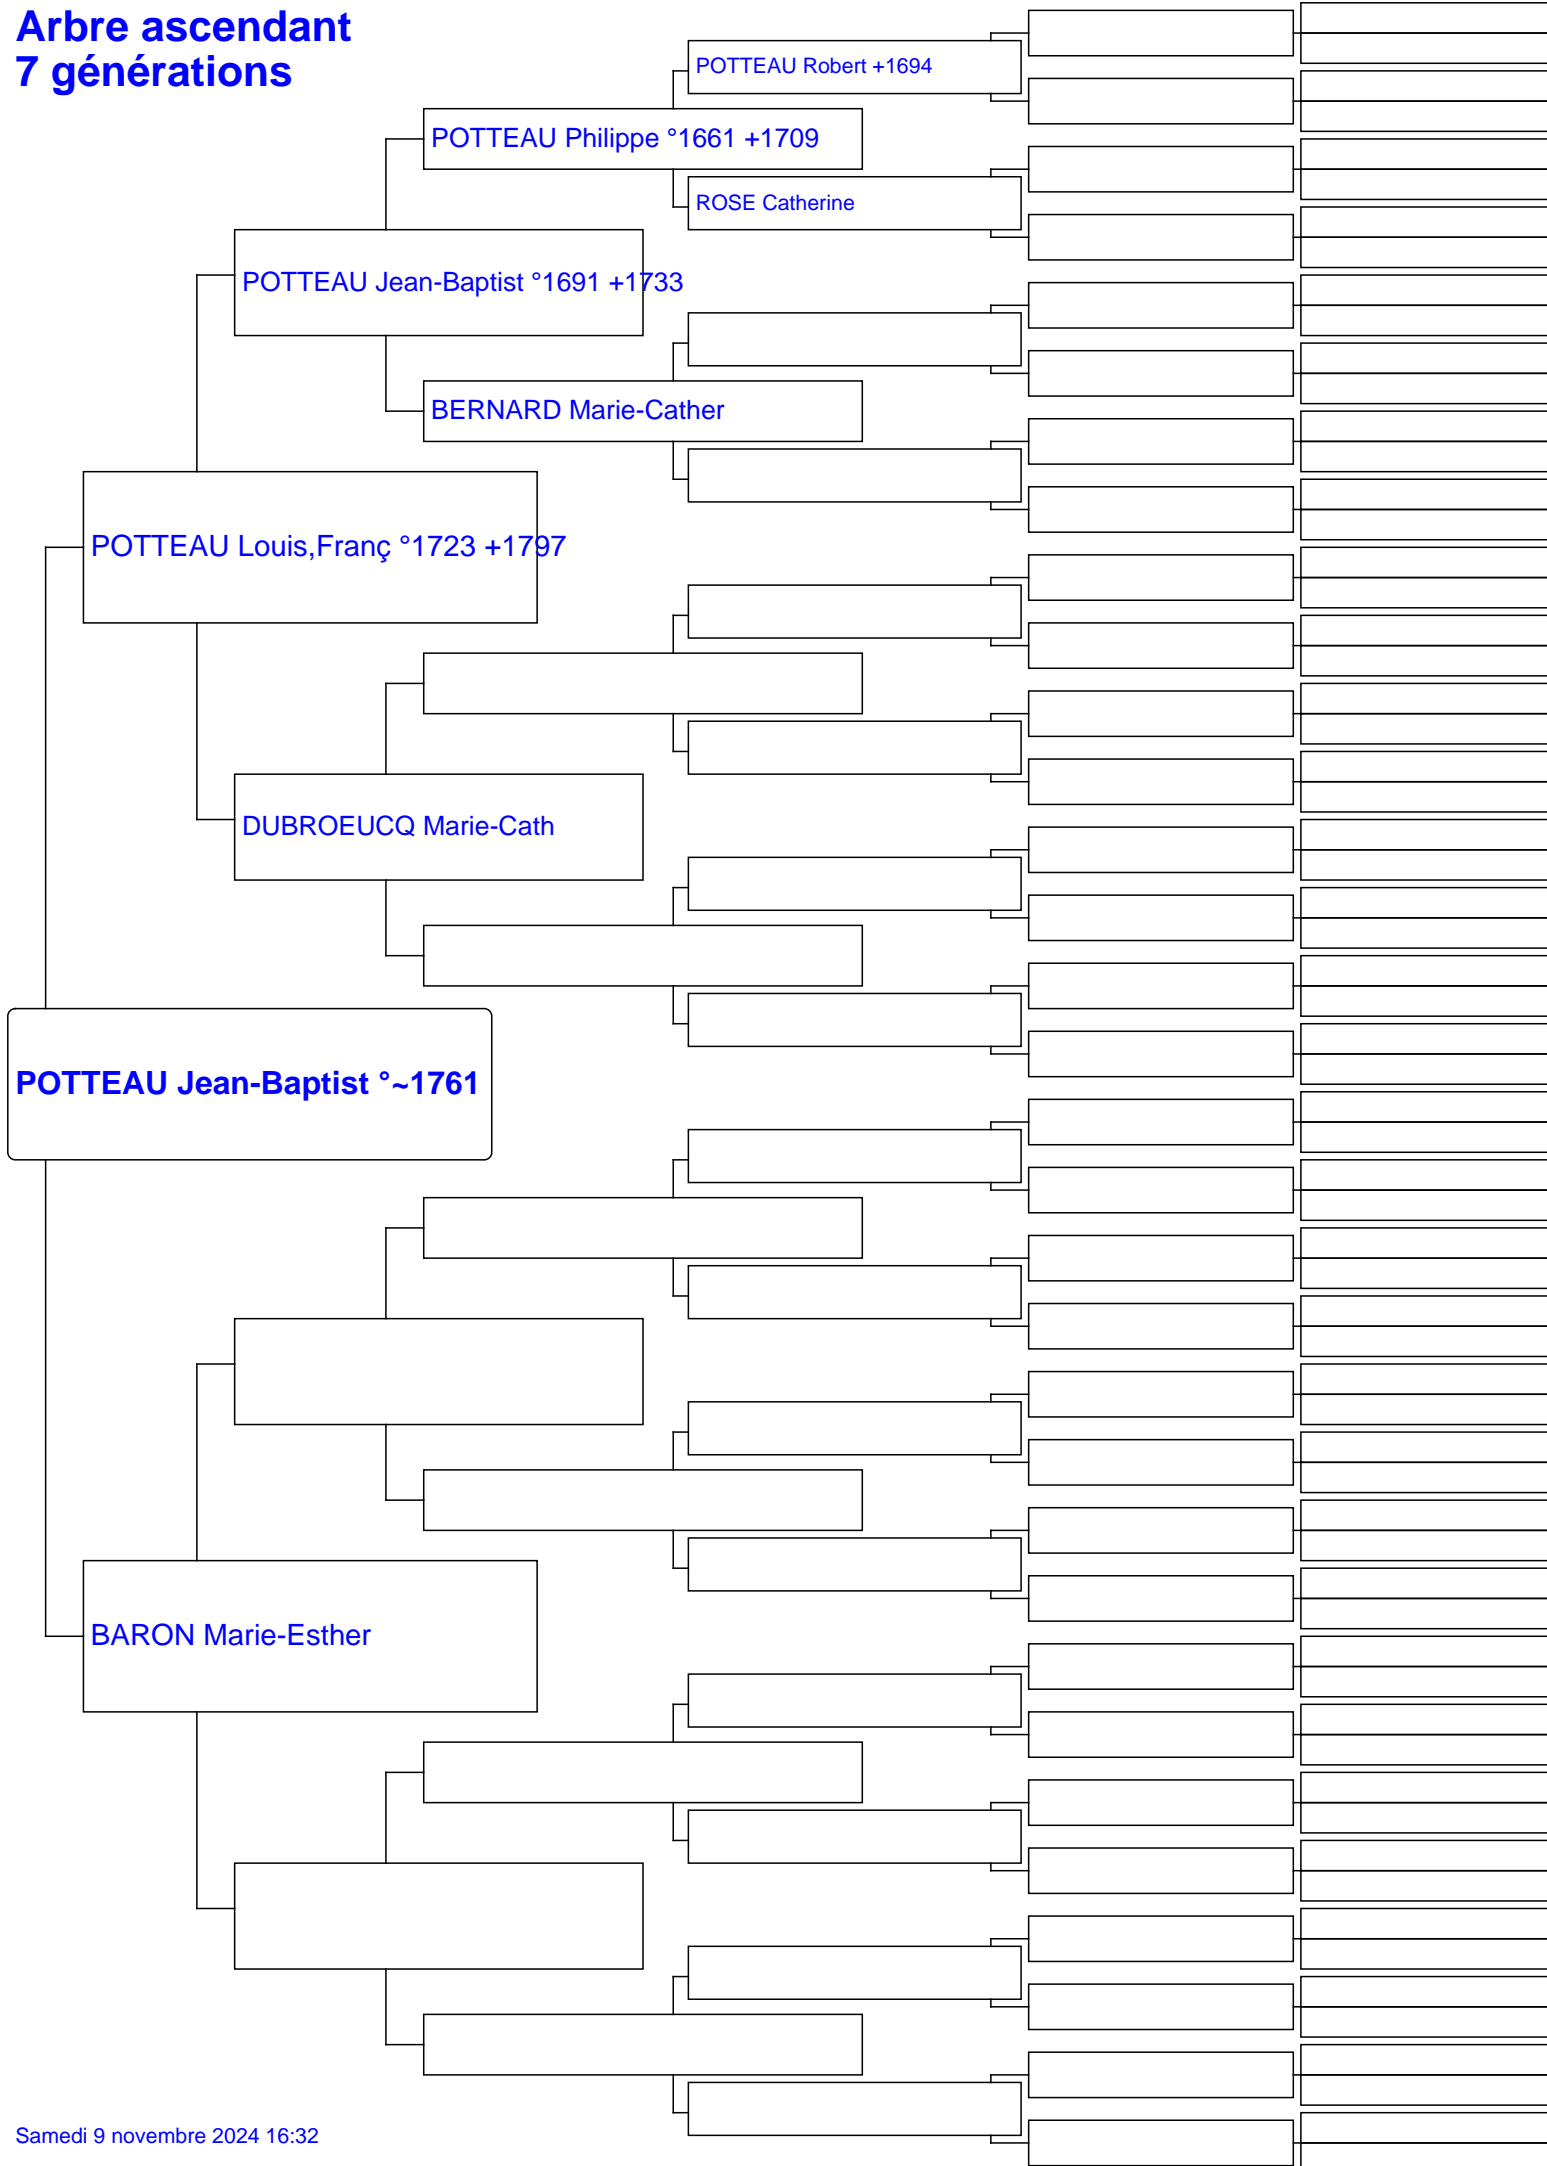 Arbre ascendant
7 générations
POTTEAU Robert +1694
POTTEAU Philippe °1661 +1709
ROSE Catherine
POTTEAU Jean-Baptist °1691 +1733
BERNARD Marie-Cather
POTTEAU Louis,Franç °1723 +1797
DUBROEUCQ Marie-Cath
POTTEAU Jean-Baptist °~1761
BARON Marie-Esther
Samedi 9 novembre 2024 16:32